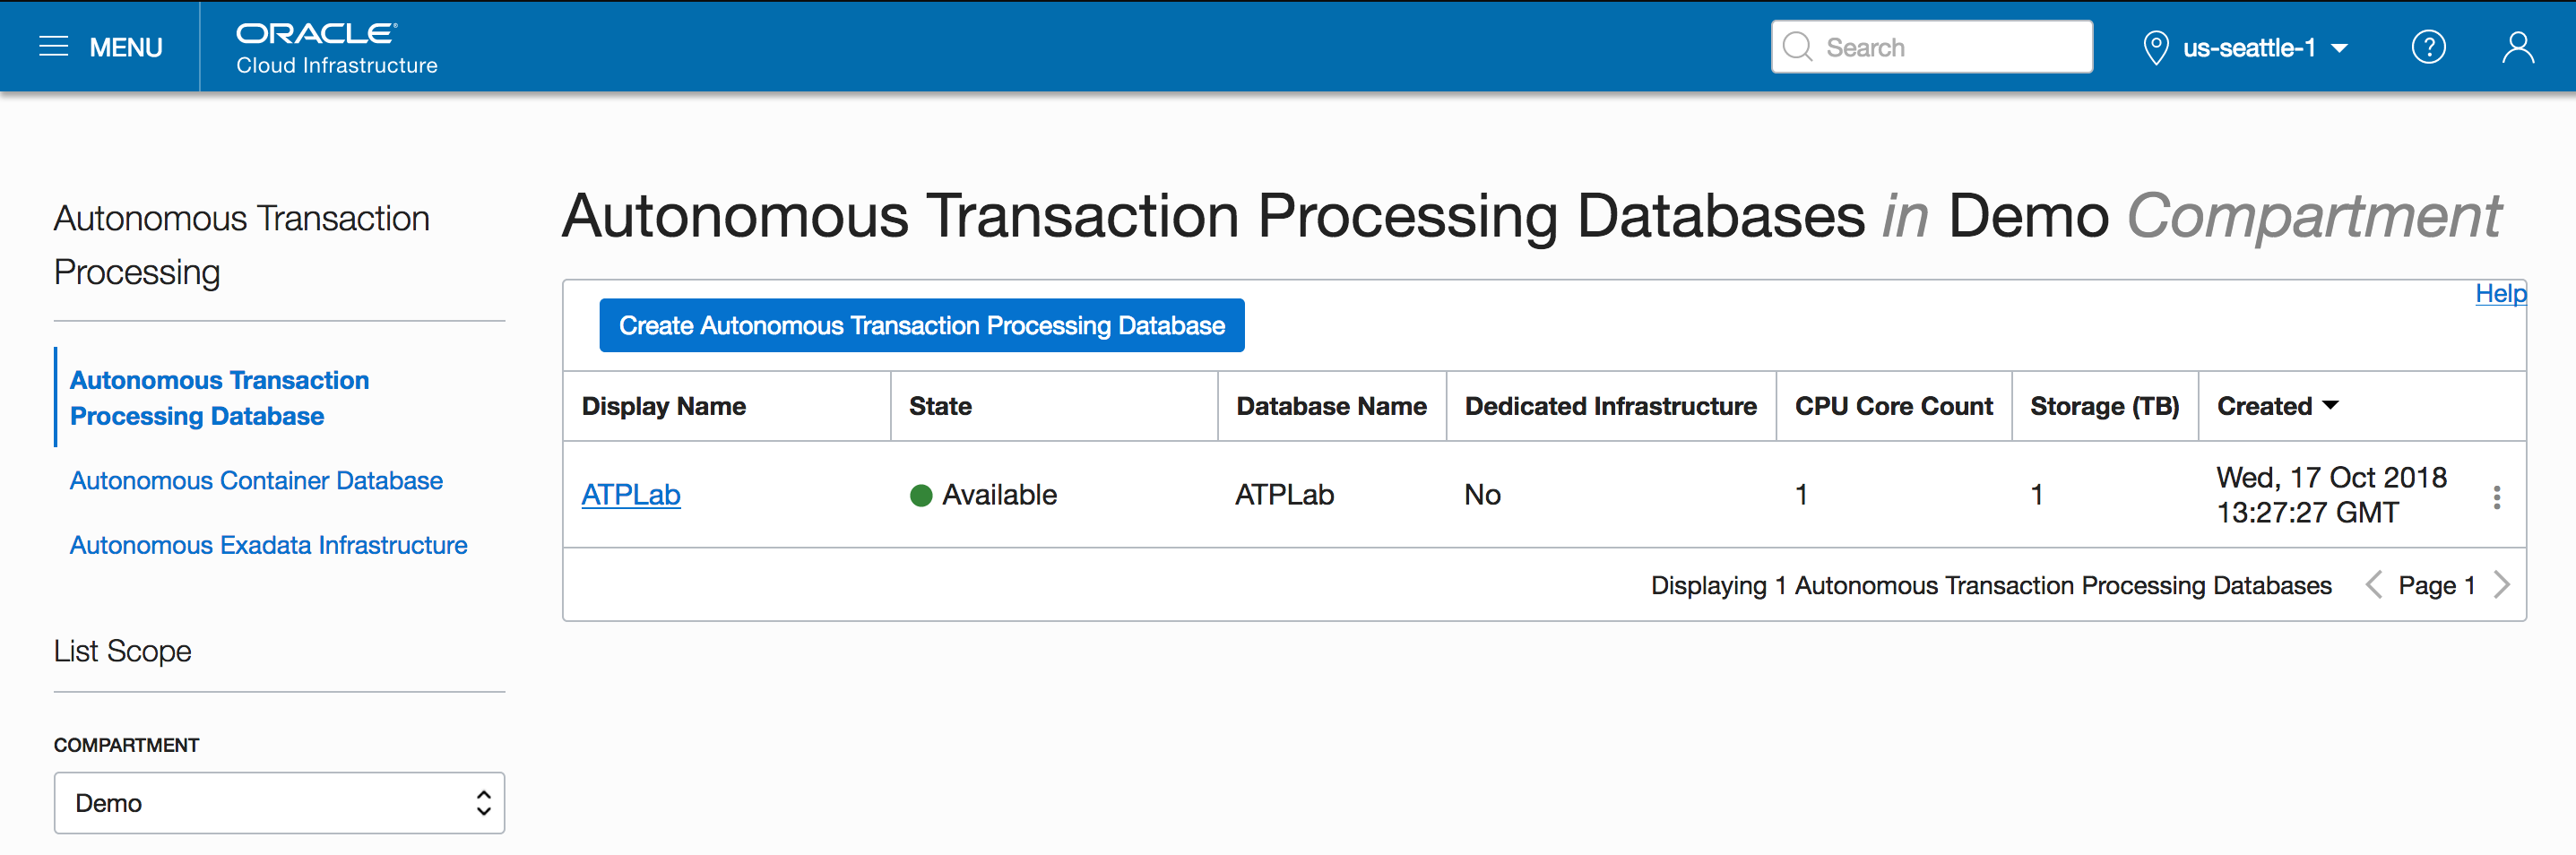 MENU
ORACLE
Cloud Infrastructure
Search
us-seattle-1
?
Autonomous Transaction
Processing
Autonomous Transaction
Processing Database
Autonomous Container Database
Autonomous Exadata Infrastructure
List Scope
COMPARTMENT
Demo
Autonomous Transaction Processing Databases in Demo Compartment
Help
Create Autonomous Transaction Processing Database
Display Name State Database Name Dedicated Infrastructure CPU Core Count Storage (TB) Created
ATPLab Available ATPLab No 1 1 Wed, 17 Oct 2018
13:27:27 GMT
Displaying 1 Autonomous Transaction Processing Databases Page 1